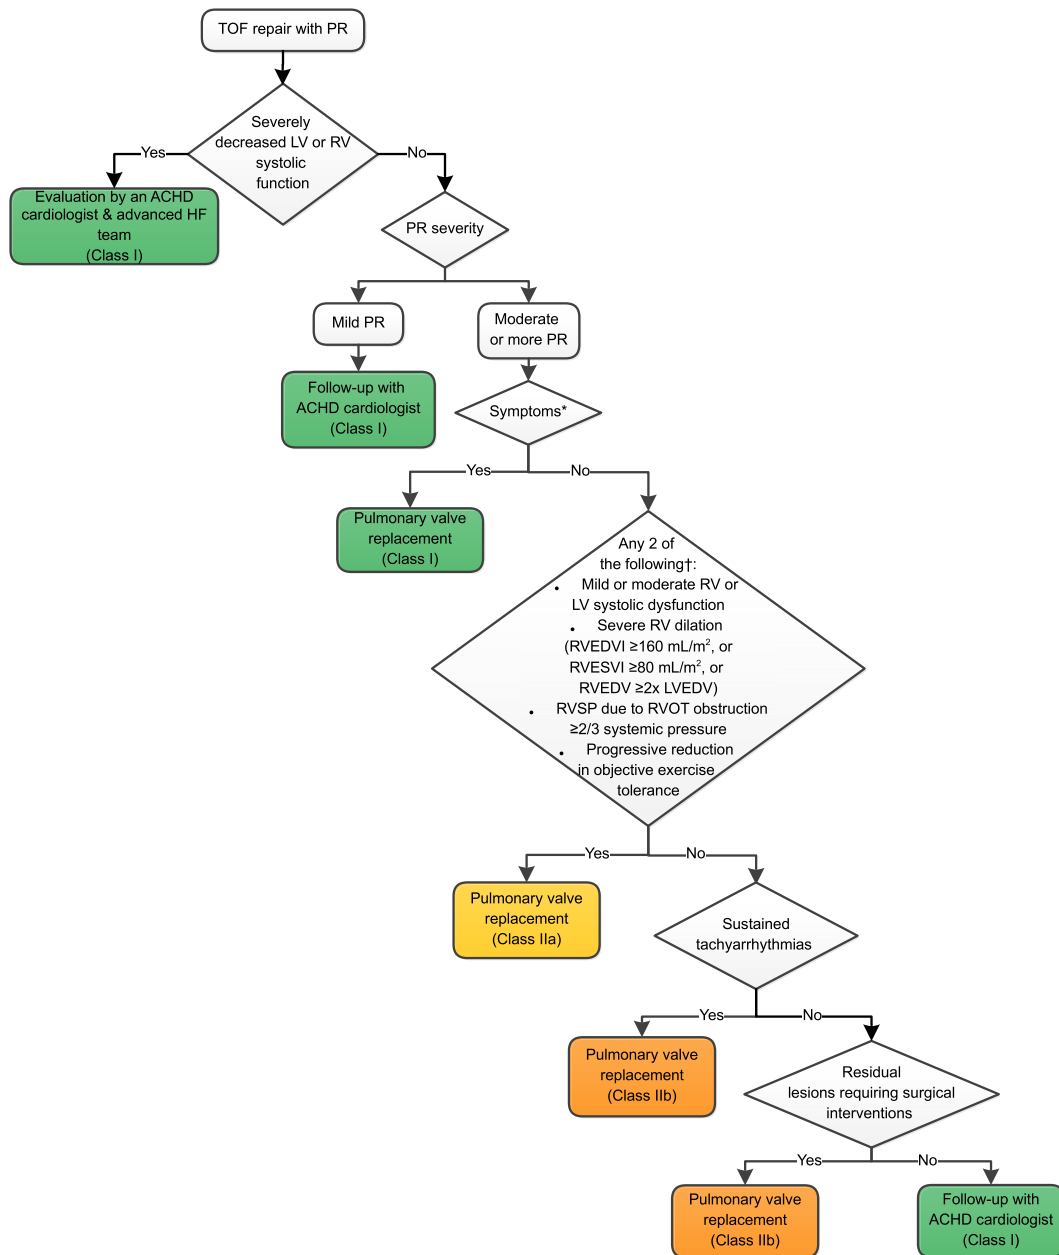 TOF repair with PR
Severely
decreased LV or RV
systolic
function
Yes
No
Evaluation by an ACHD
cardiologist & advanced HF
team
(Class I)
PR severity
Mild PR
Moderate
or more PR
Follow-up with
ACHD cardiologist
(Class I)
Symptoms*
Yes
No
Pulmonary valve
replacement
(Class I)
Any 2 of
the following†:
• Mild or moderate RV or
LV systolic dysfunction
• Severe RV dilation
(RVEDVI ≥160 mL/m², or
RVESVI ≥80 mL/m², or
RVEDV ≥2x LVEDV)
• RVSP due to RVOT obstruction
≥2/3 systemic pressure
• Progressive reduction
in objective exercise
tolerance
Yes
No
Pulmonary valve
replacement
(Class IIa)
Sustained
tachyarrhythmias
Yes
No
Pulmonary valve
replacement
(Class IIb)
Residual
lesions requiring surgical
interventions
Yes
No
Pulmonary valve
replacement
(Class IIb)
Follow-up with
ACHD cardiologist
(Class I)